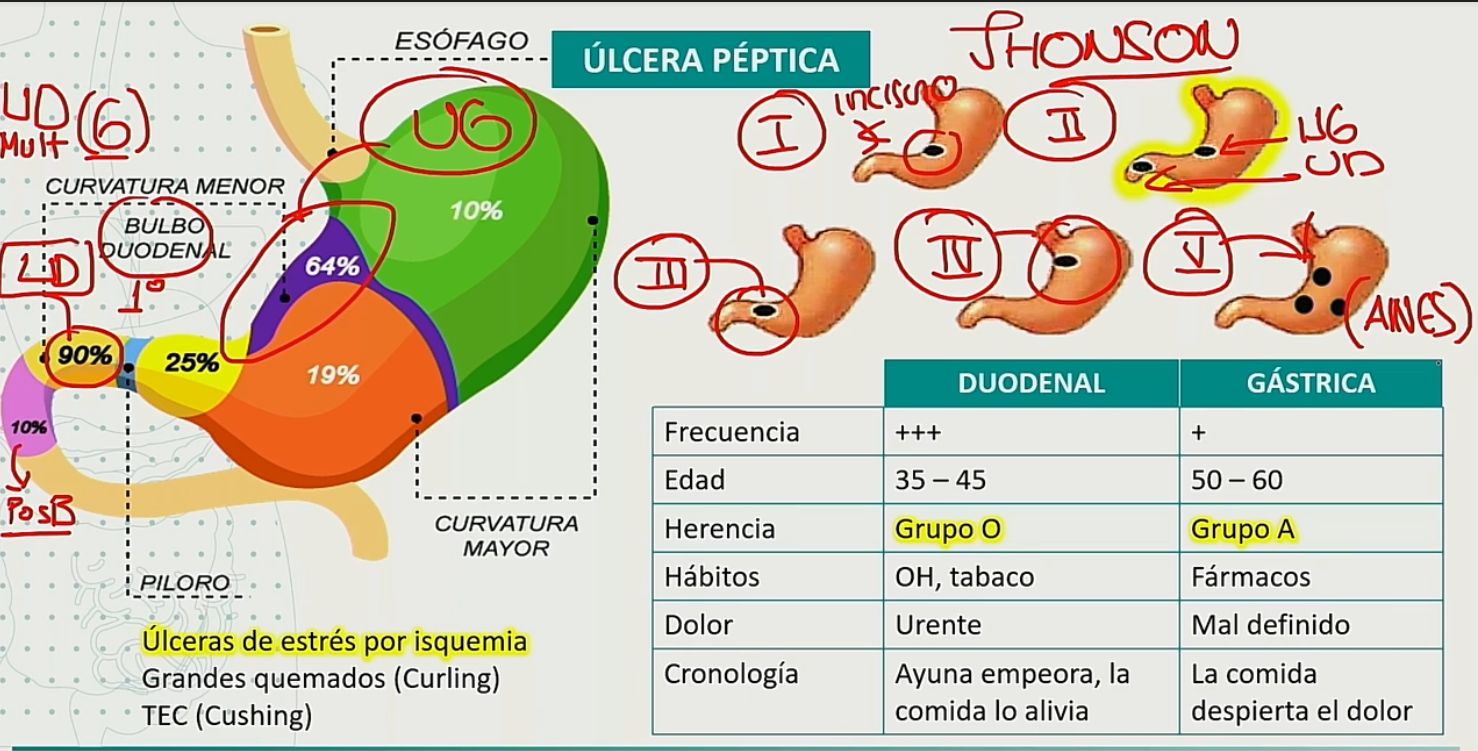 ÚLCERA PÉPTICA
JHONSON
ESÓFAGO
UG
UD (6)
Mult
CURVATURA MENOR
BULBO
DUODENAL
1°
10%
64%
90%
25%
19%
10%
PosB
CURVATURA
MAYOR
PILORO
Úlceras de estrés por isquemia
Grandes quemados (Curling)
TEC (Cushing)
I
incisura
II
UG
UD
III
IV
V
(AINES)
DUODENAL GÁSTRICA
Frecuencia +++ +
Edad 35 – 45 50 – 60
Herencia Grupo O Grupo A
Hábitos OH, tabaco Fármacos
Dolor Urente Mal definido
Cronología Ayuna empeora, la La comida
comida lo alivia despierta el dolor